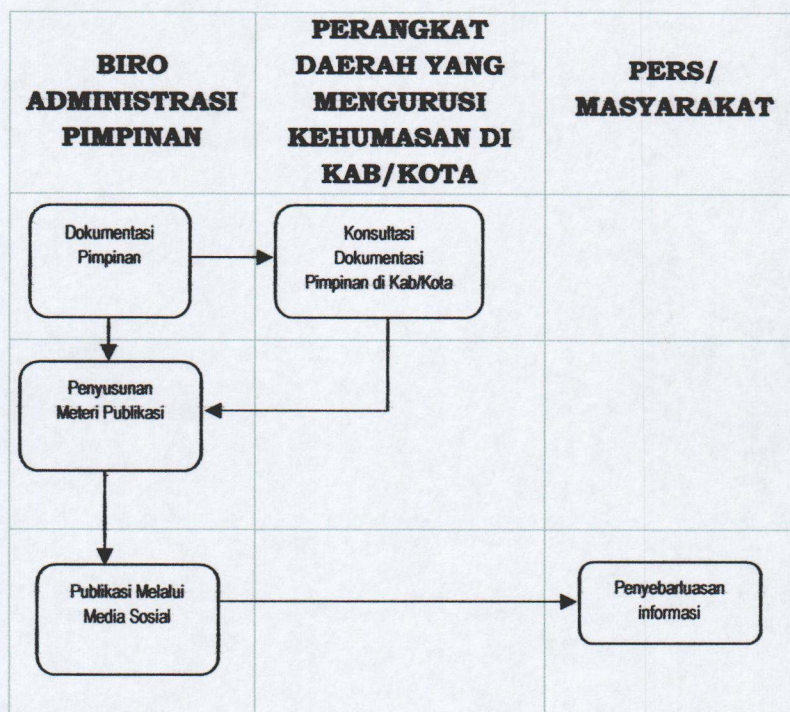 BIRO
ADMINISTRASI
PIMPINAN
PERANGKAT
DAERAH YANG
MENGURUSI
KEHUMASAN DI
KAB/KOTA
PERS/
MASYARAKAT
Dokumentasi
Pimpinan
Konsultasi
Dokumentasi
Pimpinan di Kab/Kota
Penyusunan
Meteri Publikasi
Publikasi Melalui
Media Sosial
Penyebarluasan
informasi